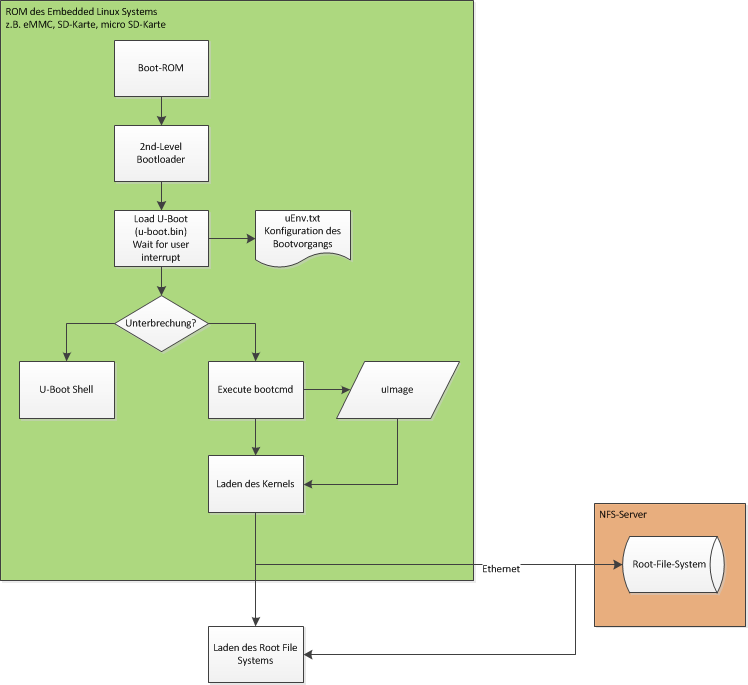 ROM des Embedded Linux Systems
z.B. eMMC, SD-Karte, micro SD-Karte
Boot-ROM
2nd-Level
Bootloader
Load U-Boot
(u-boot.bin)
Wait for user
interrupt
uEnv.txt
Konfiguration des
Bootvorgangs
Unterbrechung?
U-Boot Shell
Execute bootcmd
uImage
Laden des Kernels
NFS-Server
Root-File-System
Ethernet
Laden des Root File
Systems